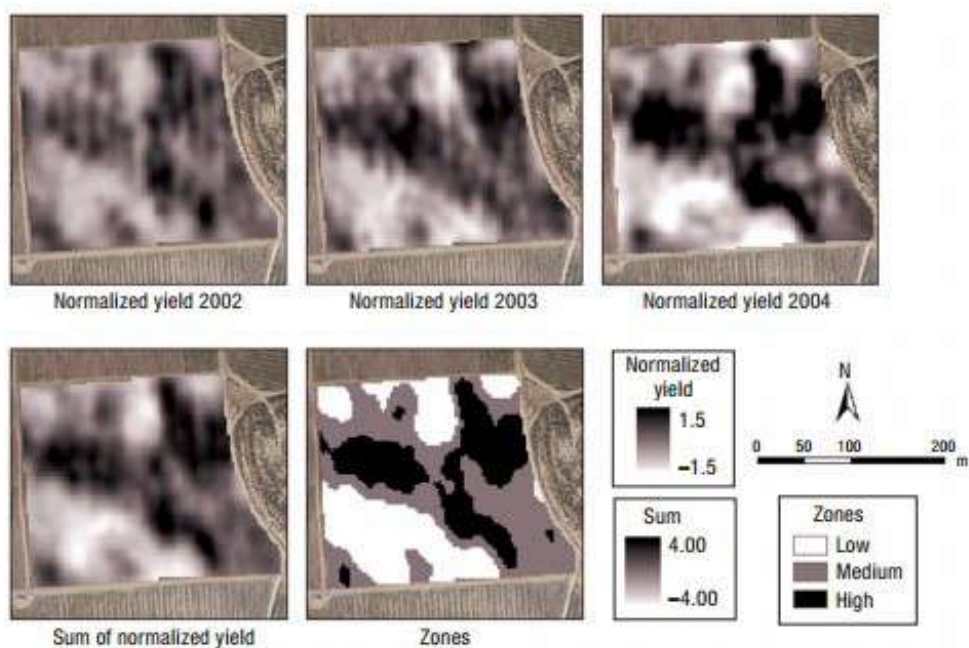 Normalized yield 2002
Normalized yield 2003
Normalized yield 2004
Sum of normalized yield
Zones
Normalized
yield
1.5
−1.5
Sum
4.00
−4.00
N
0 50 100 200
m
Zones
Low
Medium
High